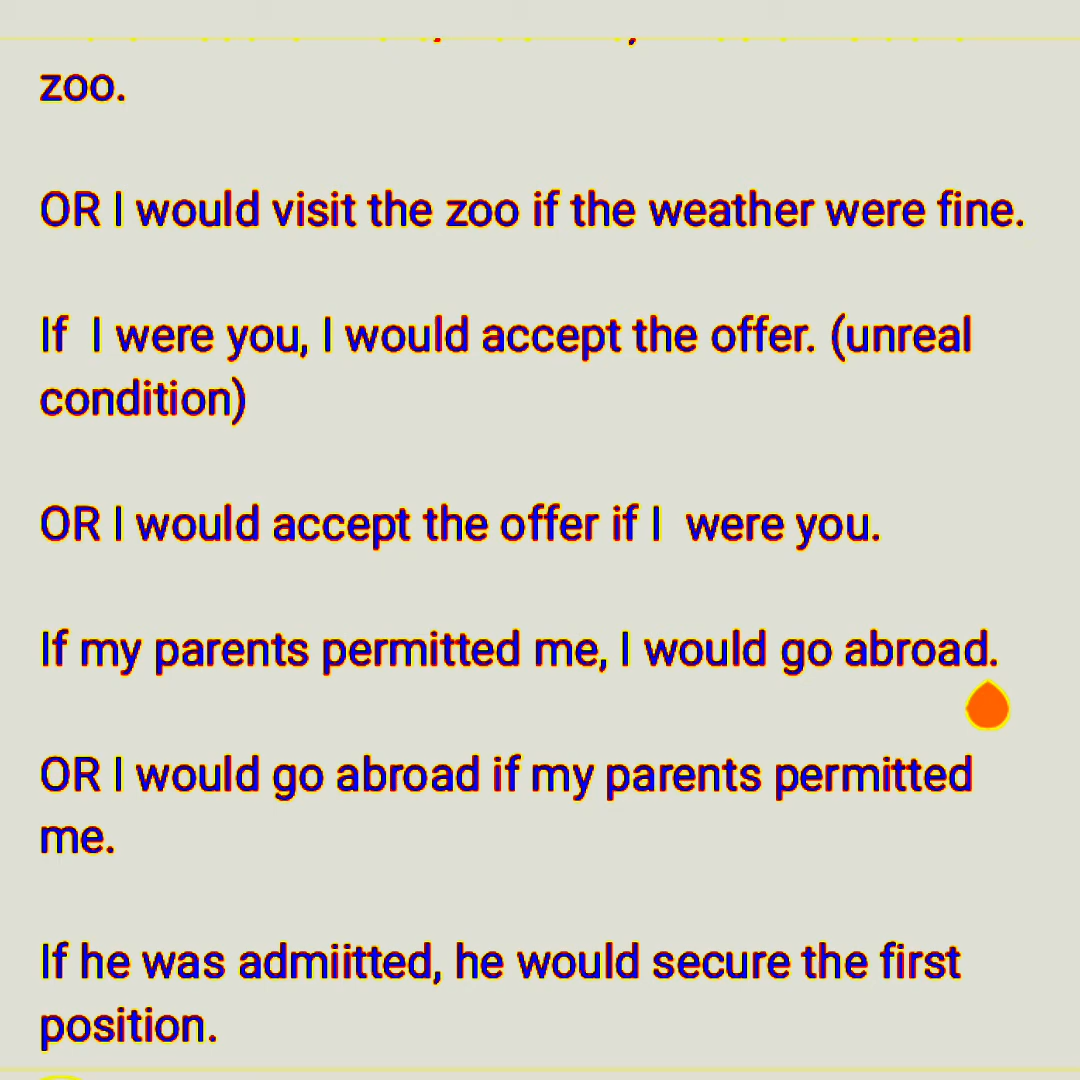 zoo.
OR I would visit the zoo if the weather were fine.
If  I were you, I would accept the offer. (unreal
condition)
OR I would accept the offer if I  were you.
If my parents permitted me, I would go abroad.
OR I would go abroad if my parents permitted
me.
If he was admiitted, he would secure the first
position.